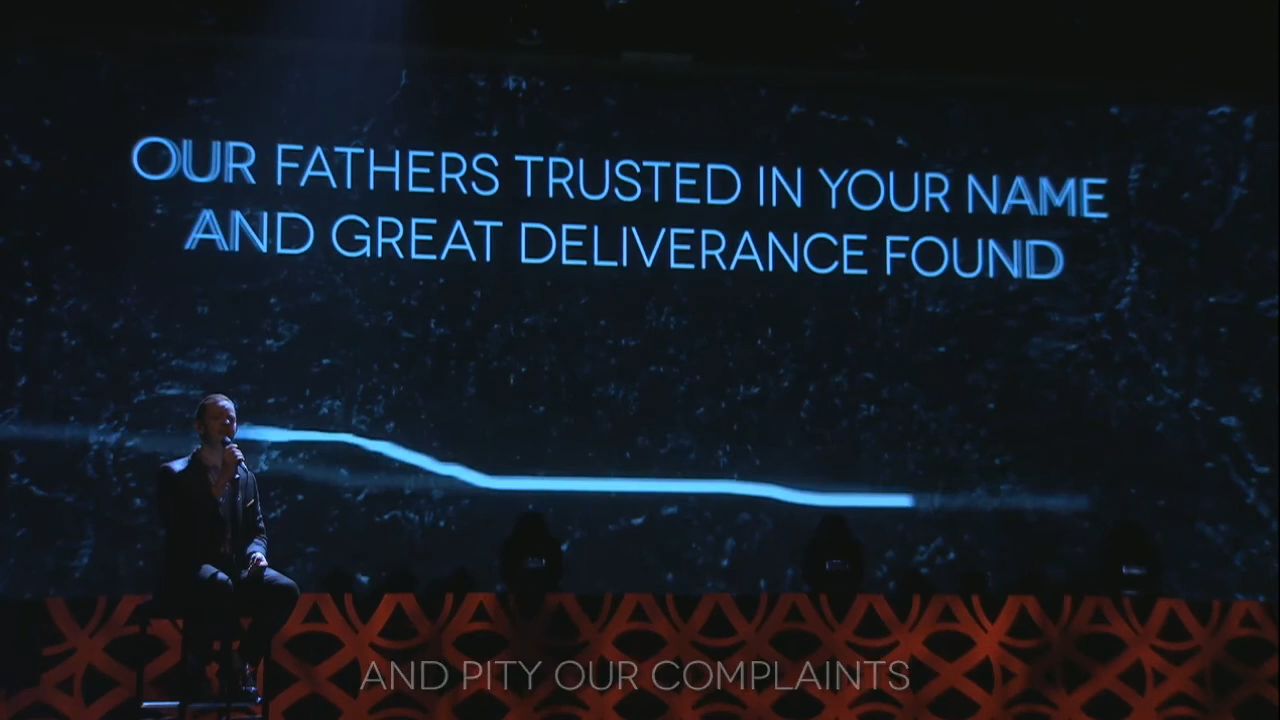 OUR FATHERS TRUSTED IN YOUR NAME
AND GREAT DELIVERANCE FOUND
AND PITY OUR COMPLAINTS